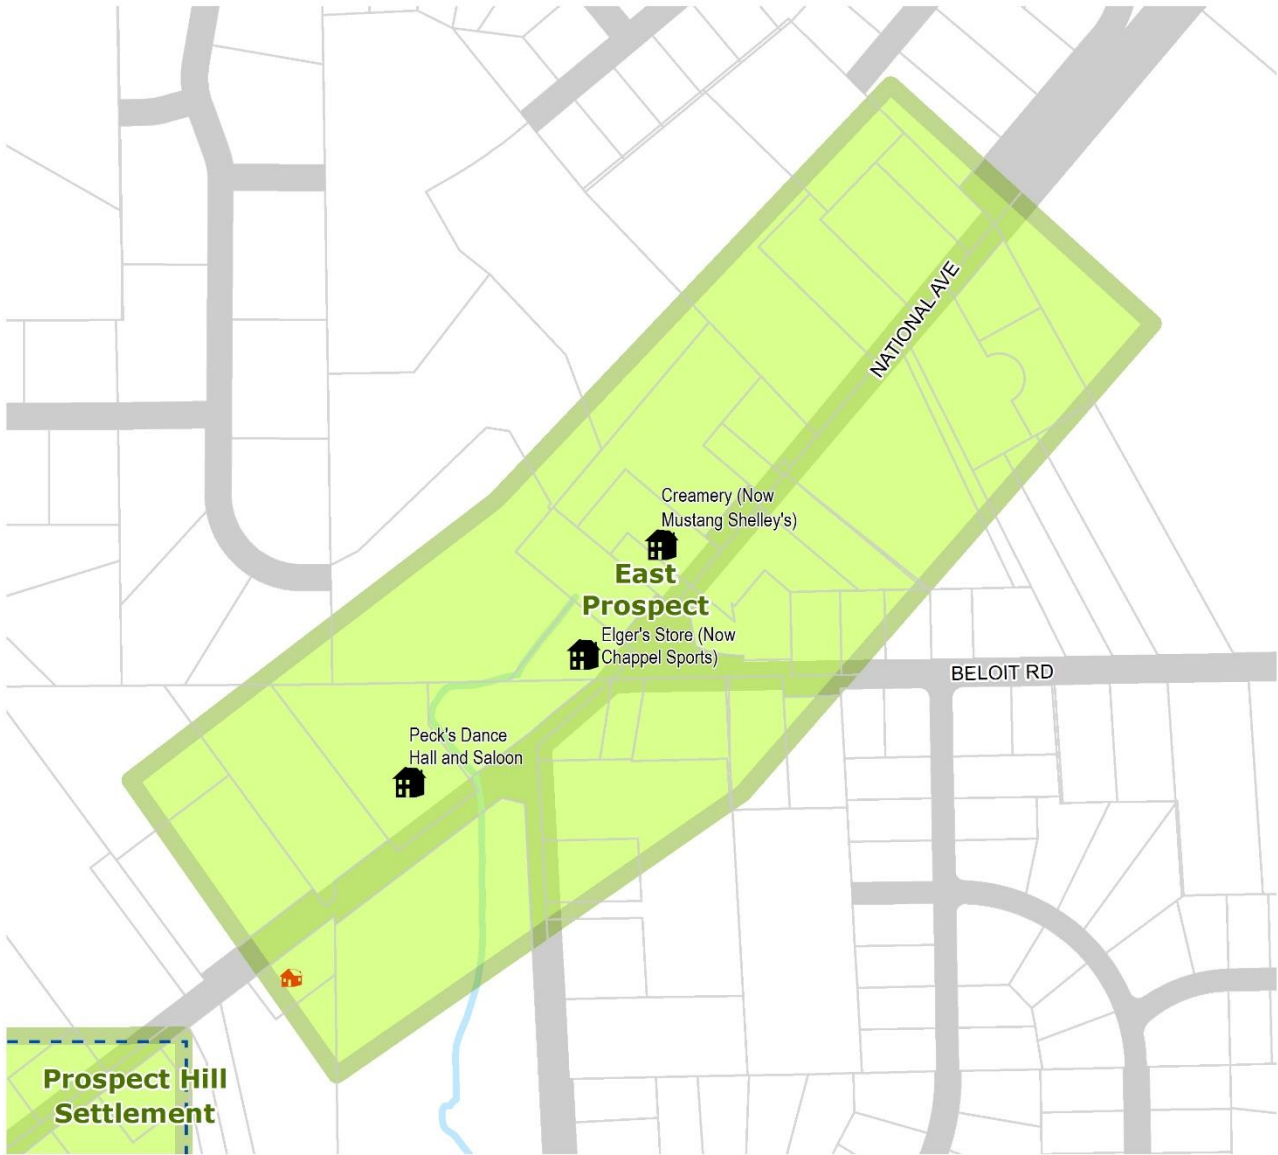 NATIONAL AVE
Creamery (Now
Mustang Shelley's)
East
Prospect
Elger's Store (Now
Chappel Sports)
BELOIT RD
Peck's Dance
Hall and Saloon
Prospect Hill
Settlement